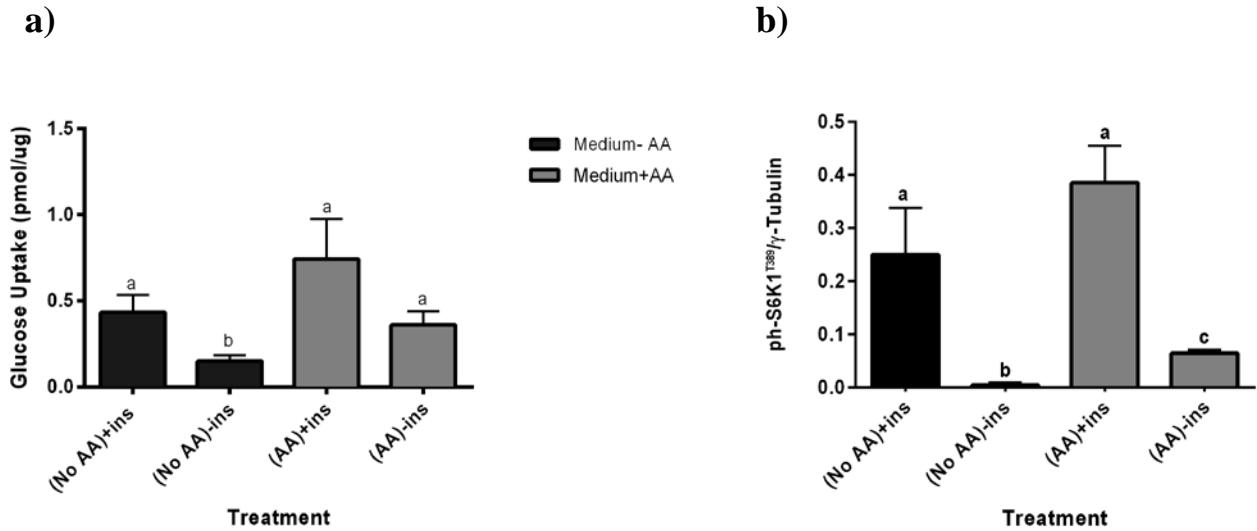 a)
Glucose Uptake (pmol/ug)
1.5
1.0
0.5
0.0
a
b
a
a
(No AA)+ins
(No AA)-ins
(AA)+ins
(AA)-ins
Treatment
Medium- AA
Medium+AA
b)
ph-S6K1ᵀ³⁸⁹/γ-Tubulin
0.5
0.4
0.3
0.2
0.1
0.0
a
b
a
c
(No AA)+ins
(No AA)-ins
(AA)+ins
(AA)-ins
Treatment